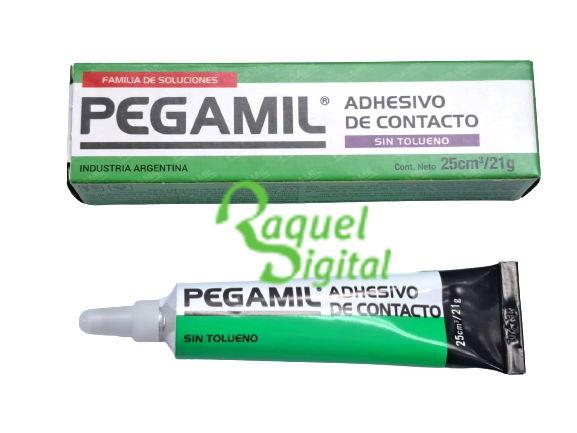 FAMILIA DE SOLUCIONES
PEGAMIL®
ADHESIVO
DE CONTACTO
SIN TOLUENO
INDUSTRIA ARGENTINA
Cont. Neto 25cm³/21g
Raquel
Digital
PEGAMIL®
ADHESIVO
DE CONTACTO
SIN TOLUENO
25cm³/21g